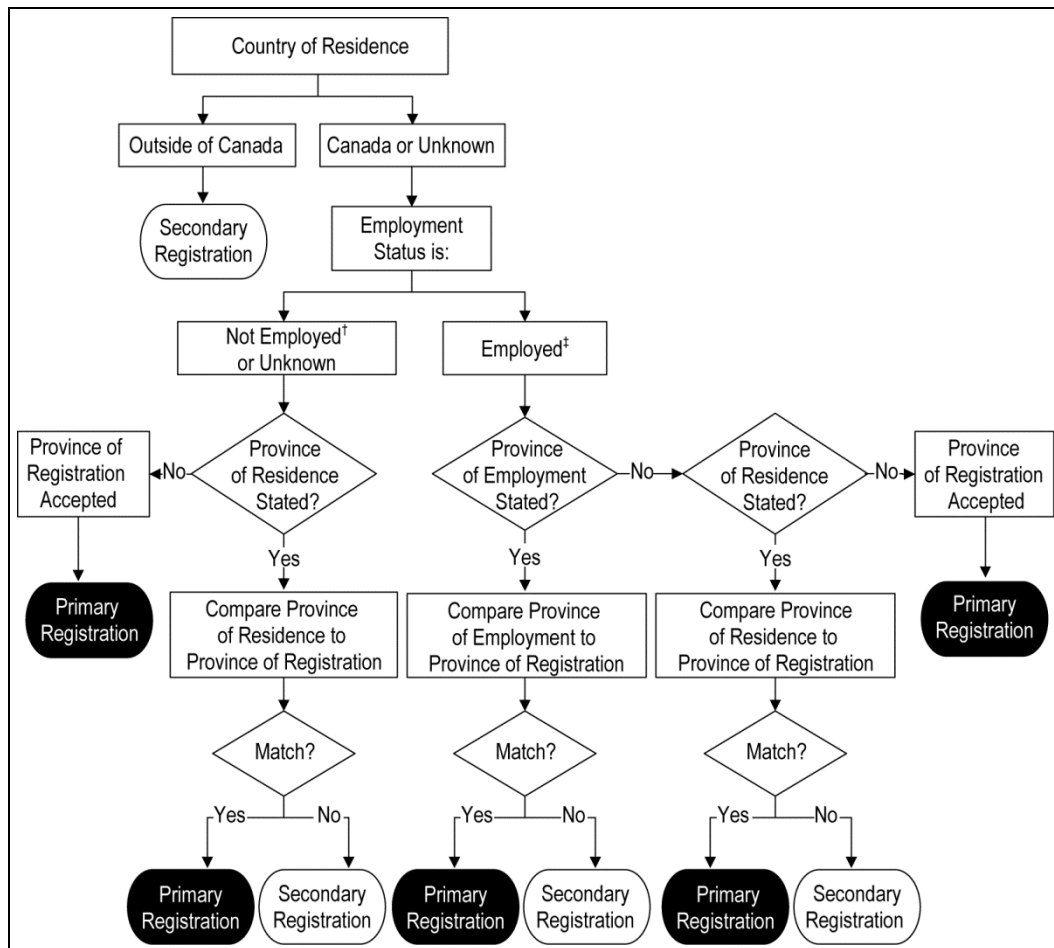 Country of Residence
Outside of Canada
Canada or Unknown
Secondary
Registration
Employment
Status is:
Not Employed†
or Unknown
Employed‡
Province of
Registration
Accepted
No
Province
of Residence
Stated?
Province
of Employment
Stated?
No
Province
of Residence
Stated?
No
Province
of Registration
Accepted
Yes
Yes
Yes
Primary
Registration
Compare Province
of Residence to
Province of Registration
Compare Province
of Employment to
Province of Registration
Compare Province
of Residence to
Province of Registration
Primary
Registration
Match?
Match?
Match?
Yes
No
Yes
No
Yes
No
Primary
Registration
Secondary
Registration
Primary
Registration
Secondary
Registration
Primary
Registration
Secondary
Registration